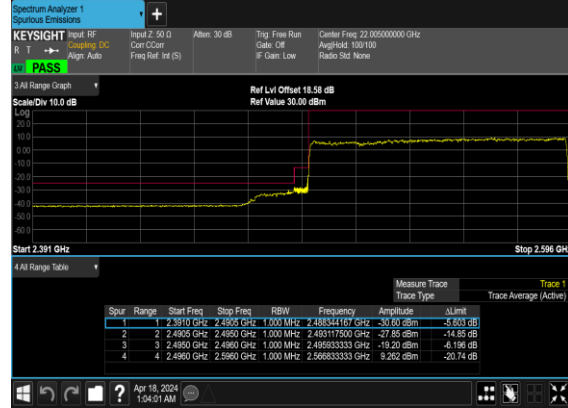 Spectrum Analyzer 1
Spurious Emissions
+
KEYSIGHT Input: RF Input Z: 50 Ω Atten: 30 dB Trig: Free Run Center Freq: 22.005000000 GHz
R T Coupling: DC Corr CCorr Gate: Off Avg|Hold: 100/100
Align: Auto Freq Ref: Int (S) IF Gain: Low Radio Std: None
PASS
3 All Range Graph
Ref Lvl Offset 18.58 dB
Scale/Div 10.0 dB Ref Value 30.00 dBm
Log
20.0
10.0
0.00
-10.0
-20.0
-30.0
-40.0
-50.0
-60.0
Start 2.391 GHz Stop 2.596 GH
4 All Range Table
Measure Trace Trace 1
Trace Type Trace Average (Active)
Spur Range Start Freq Stop Freq RBW Frequency Amplitude ΔLimit
1 1 2.3910 GHz 2.4905 GHz 1.000 MHz 2.488344167 GHz -30.60 dBm -5.603 dB
2 2 2.4905 GHz 2.4950 GHz 1.000 MHz 2.493117500 GHz -27.85 dBm -14.85 dB
3 3 2.4950 GHz 2.4960 GHz 1.000 MHz 2.495933333 GHz -19.20 dBm -6.196 dB
4 4 2.4960 GHz 2.5960 GHz 1.000 MHz 2.566833333 GHz 9.262 dBm -20.74 dB
? Apr 18, 2024
1:04:01 AM